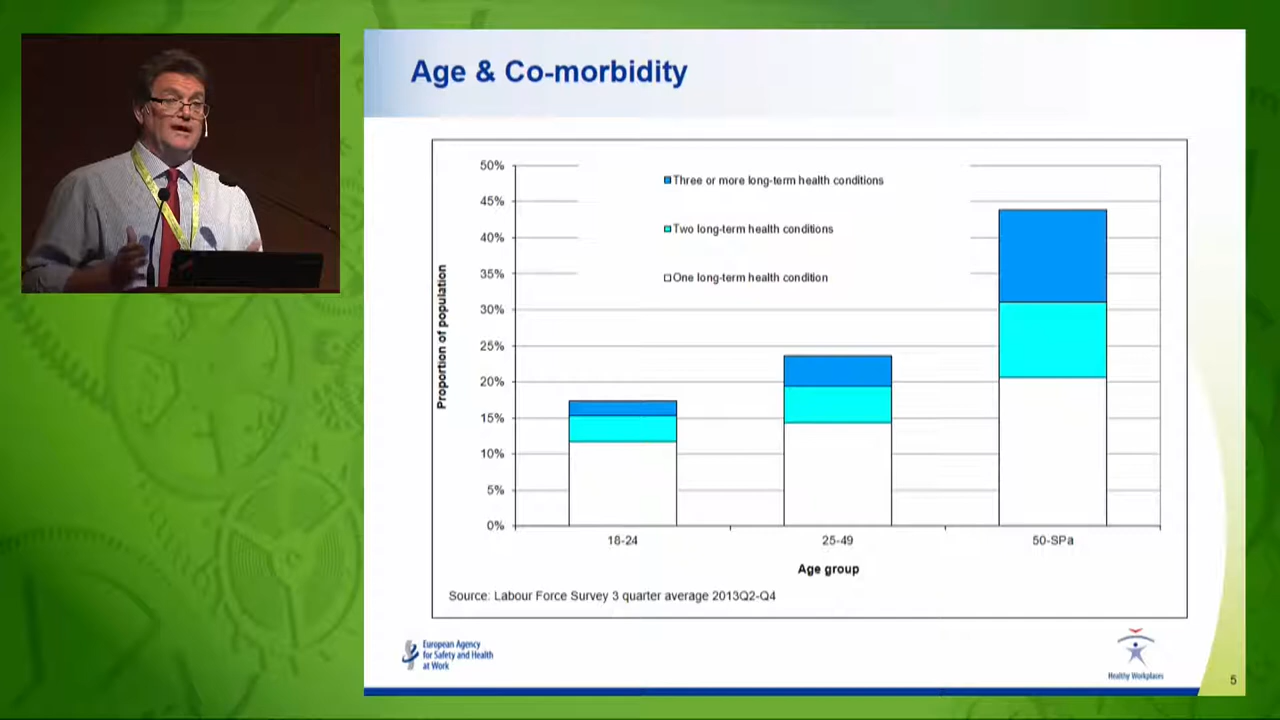 Age & Co-morbidity
50%
45%
40%
35%
30%
25%
20%
15%
10%
5%
0%
Proportion of population
Three or more long-term health conditions
Two long-term health conditions
One long-term health condition
18-24
25-49
50-SPa
Age group
Source: Labour Force Survey 3 quarter average 2013Q2-Q4
European Agency
for Safety and Health
at Work
Healthy Workplaces
5